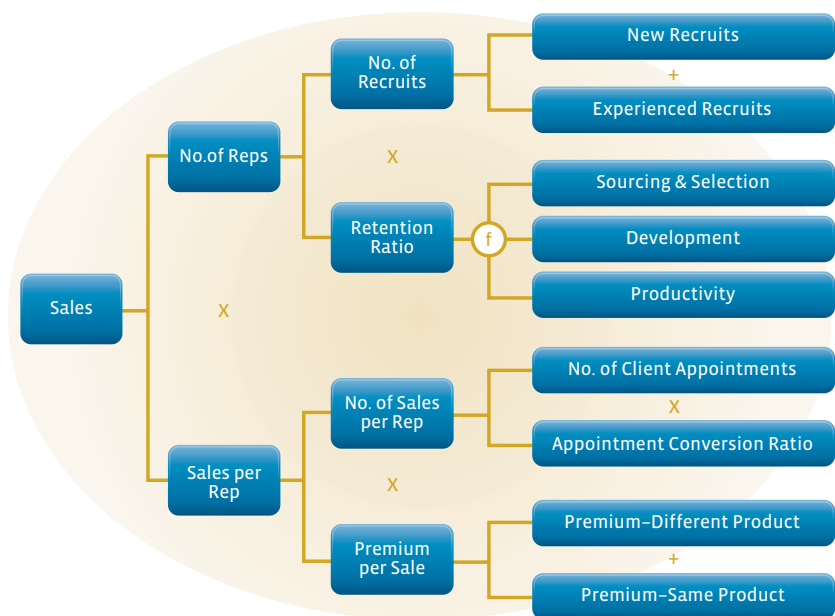 New Recruits
No. of
Recruits
+
Experienced Recruits
No.of Reps
X
Sourcing & Selection
Retention
Ratio
f
Development
Productivity
Sales
X
No. of Client Appointments
No. of Sales
per Rep
X
Appointment Conversion Ratio
Sales per
Rep
X
Premium–Different Product
Premium
per Sale
+
Premium–Same Product